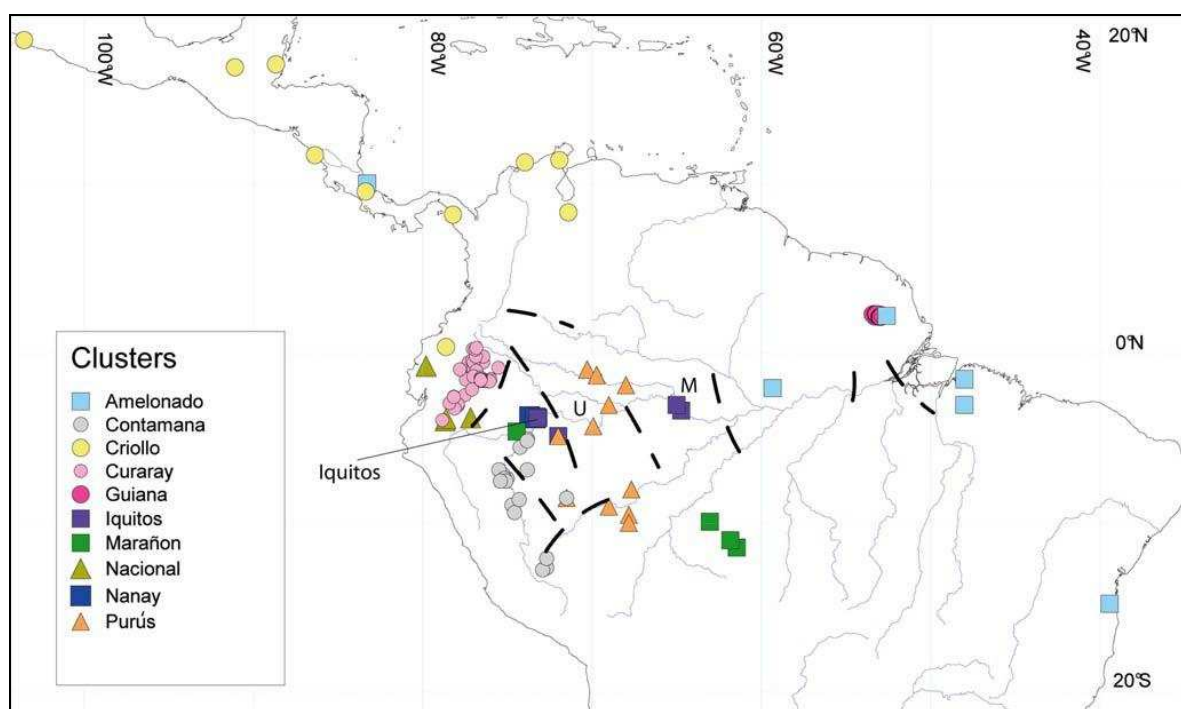 100°W
80°W
60°W
40°W
20°N
0°N
M
U
Iquitos
20°S
Clusters
Amelonado
Contamana
Criollo
Curaray
Guiana
Iquitos
Marañon
Nacional
Nanay
Purús